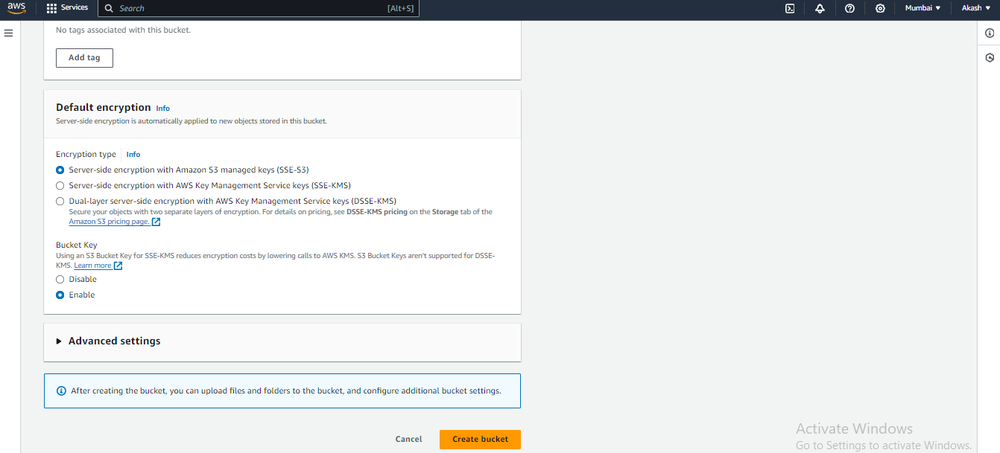 aws
Services
Search
[Alt+S]
Mumbai
Akash
No tags associated with this bucket.
Add tag
Default encryption Info
Server-side encryption is automatically applied to new objects stored in this bucket.
Encryption type Info
Server-side encryption with Amazon S3 managed keys (SSE-S3)
Server-side encryption with AWS Key Management Service keys (SSE-KMS)
Dual-layer server-side encryption with AWS Key Management Service keys (DSSE-KMS)
Secure your objects with two separate layers of encryption. For details on pricing, see DSSE-KMS pricing on the Storage tab of the
Amazon S3 pricing page.
Bucket Key
Using an S3 Bucket Key for SSE-KMS reduces encryption costs by lowering calls to AWS KMS. S3 Bucket Keys aren't supported for DSSE-
KMS. Learn more
Disable
Enable
Advanced settings
After creating the bucket, you can upload files and folders to the bucket, and configure additional bucket settings.
Cancel
Create bucket
Activate Windows
Go to Settings to activate Windows.